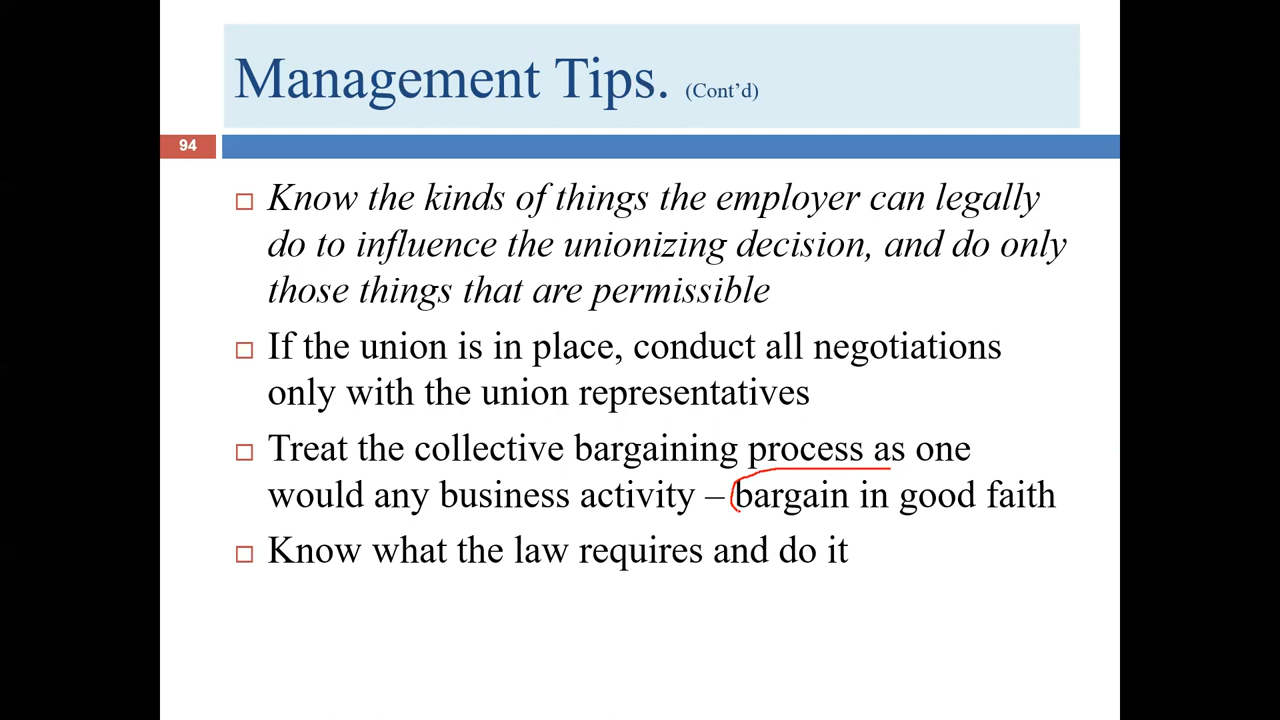 Management Tips. (Cont’d)
94
Know the kinds of things the employer can legally
do to influence the unionizing decision, and do only
those things that are permissible
If the union is in place, conduct all negotiations
only with the union representatives
Treat the collective bargaining process as one
would any business activity – bargain in good faith
Know what the law requires and do it